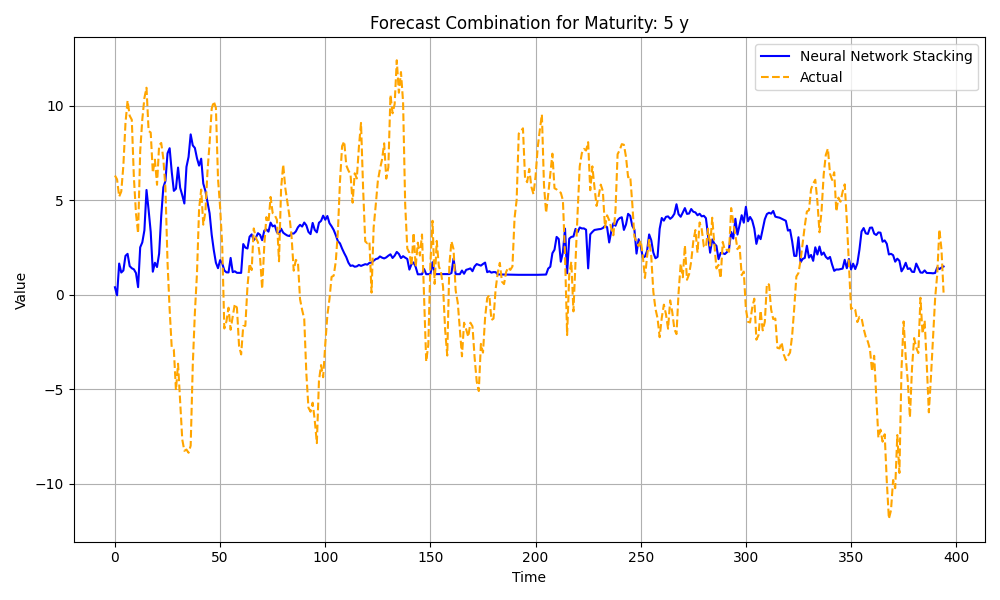 Forecast Combination for Maturity: 5 y
Neural Network Stacking
Actual
Value
10
5
0
−5
−10
0 50 100 150 200 250 300 350 400
Time